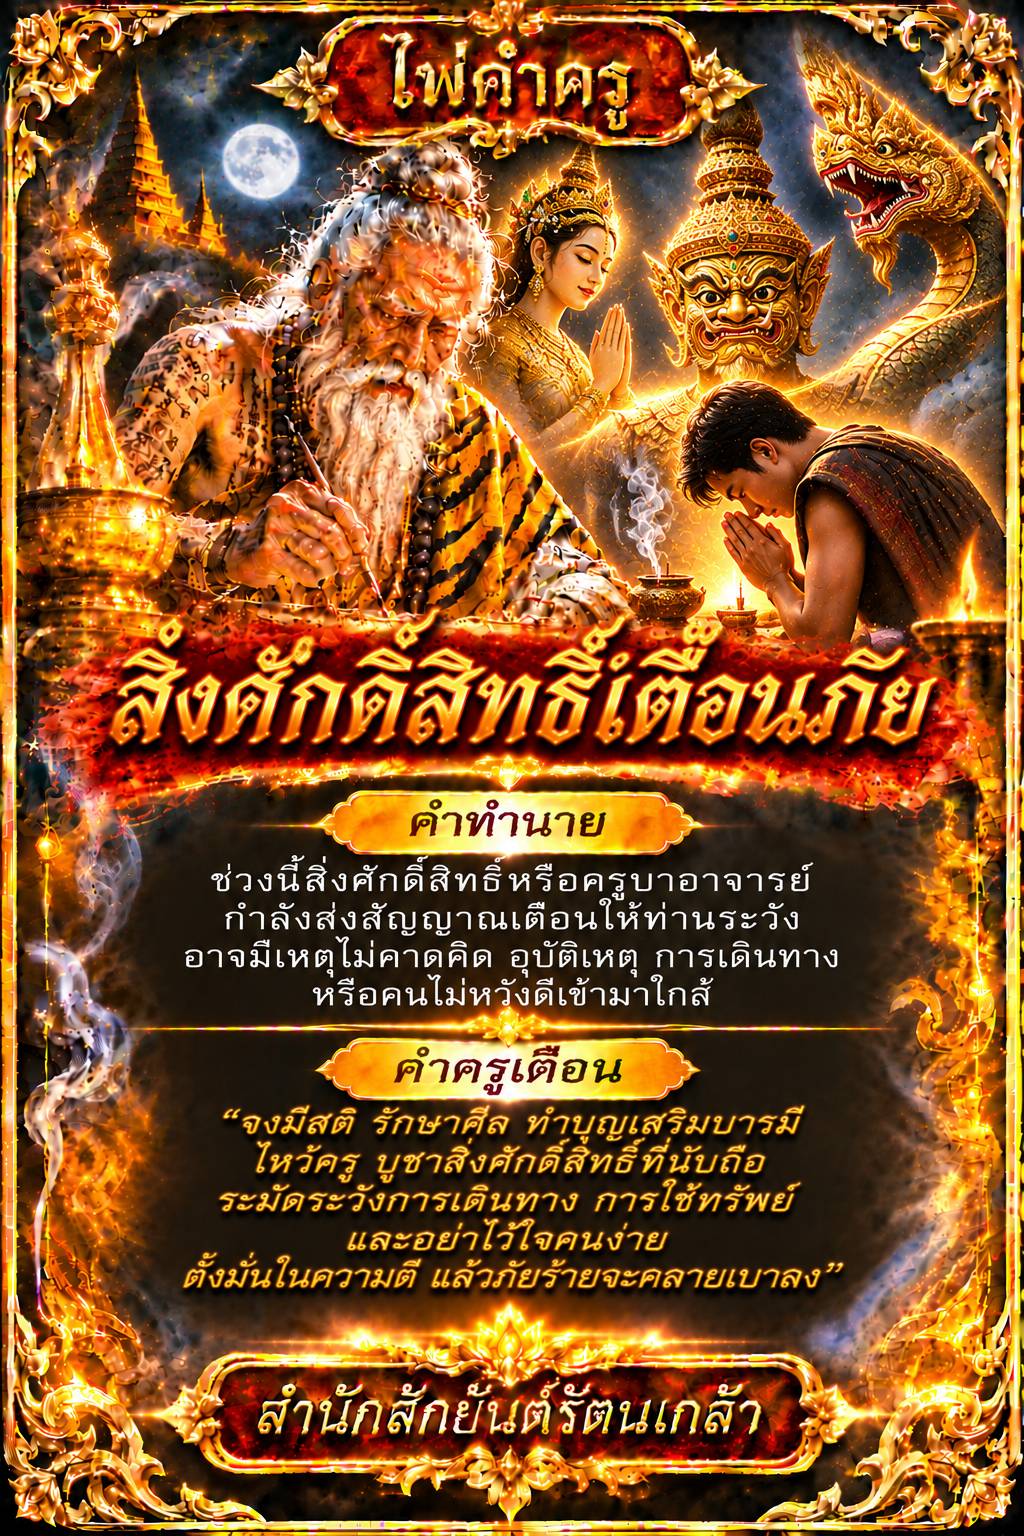 ไพ่คำครู
สิ่งศักดิ์สิทธิ์เตือนภัย
คำทำนาย
ช่วงนี้สิ่งศักดิ์สิทธิ์หรือครูบาอาจารย์
กำลังส่งสัญญาณเตือนให้ท่านระวัง
อาจมีเหตุไม่คาดคิด อุบัติเหตุ การเดินทาง
หรือคนไม่หวังดีเข้ามาใกล้
คำครูเตือน
“จงมีสติ รักษาศีล ทำบุญเสริมบารมี
ไหว้ครู บูชาสิ่งศักดิ์สิทธิ์ที่นับถือ
ระมัดระวังการเดินทาง การใช้ทรัพย์
และอย่าไว้ใจคนง่าย
ตั้งมั่นในความดี แล้วภัยร้ายจะคลายเบาลง”
สำนักสักยันต์รัตนเกล้า